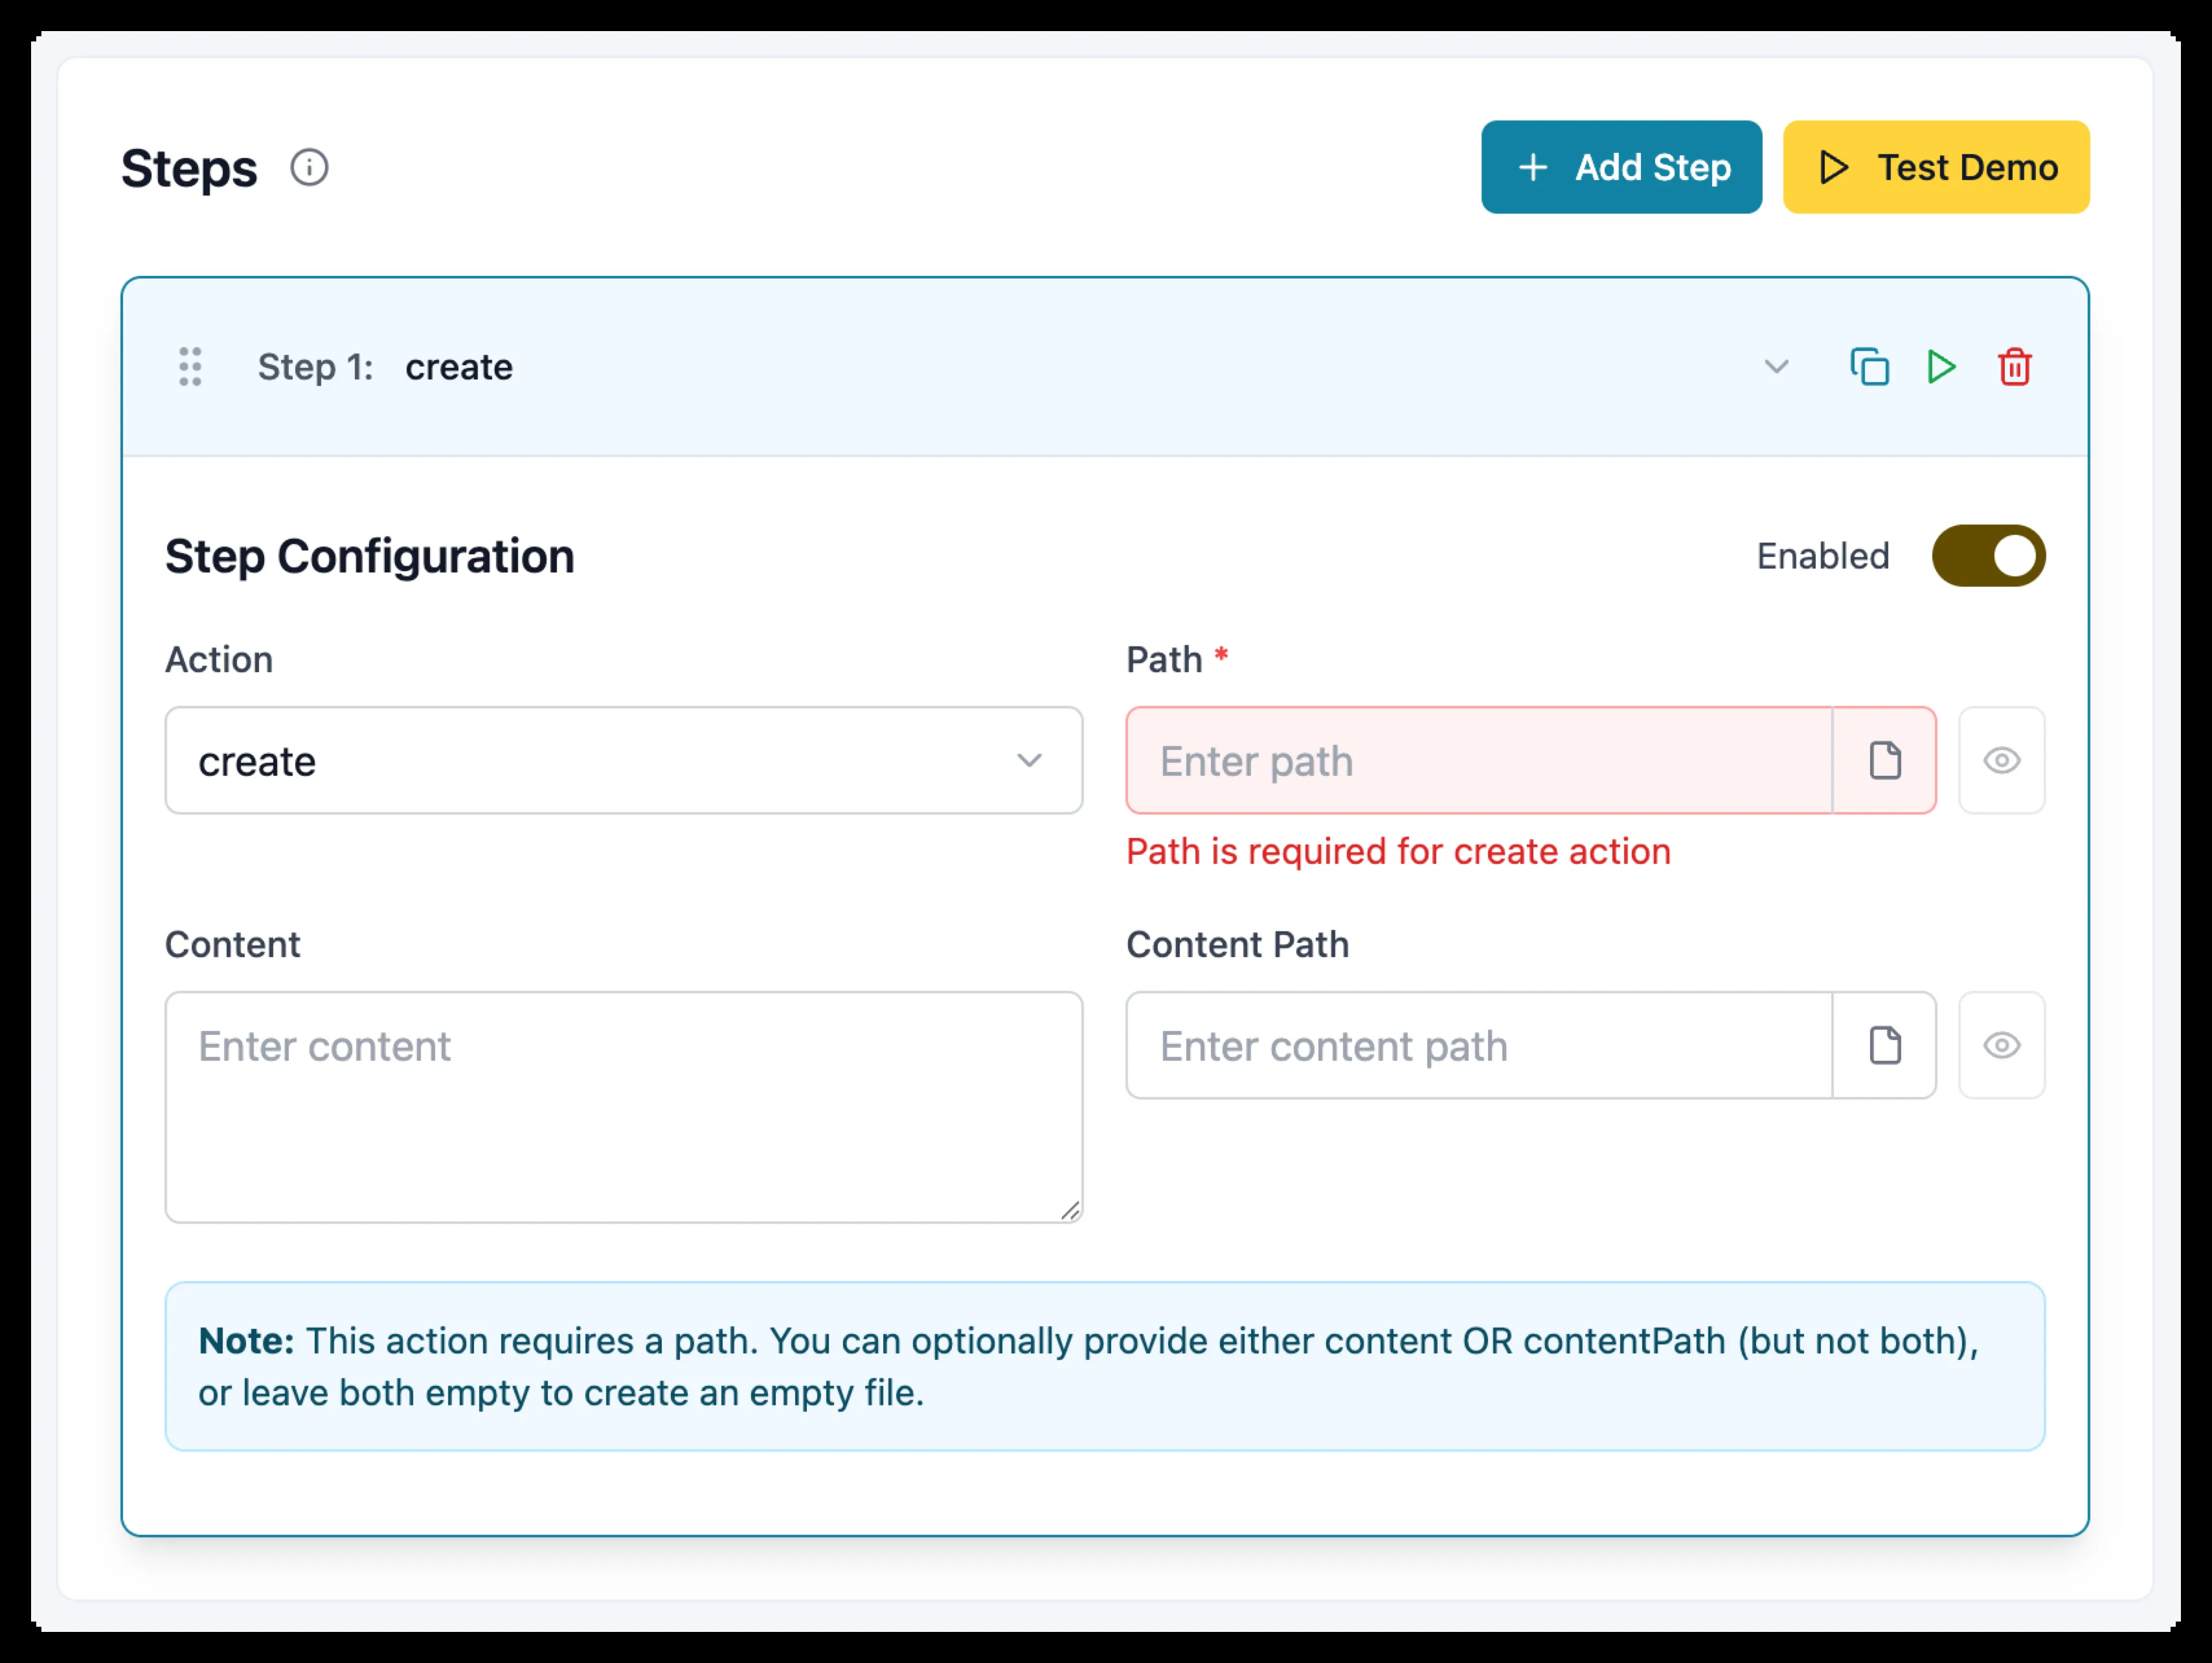 Steps
Add Step
Test Demo
Step 1: create
Step Configuration
Enabled
Action
Path *
create
Enter path
Path is required for create action
Content
Content Path
Enter content
Enter content path
Note: This action requires a path. You can optionally provide either content OR contentPath (but not both),
or leave both empty to create an empty file.